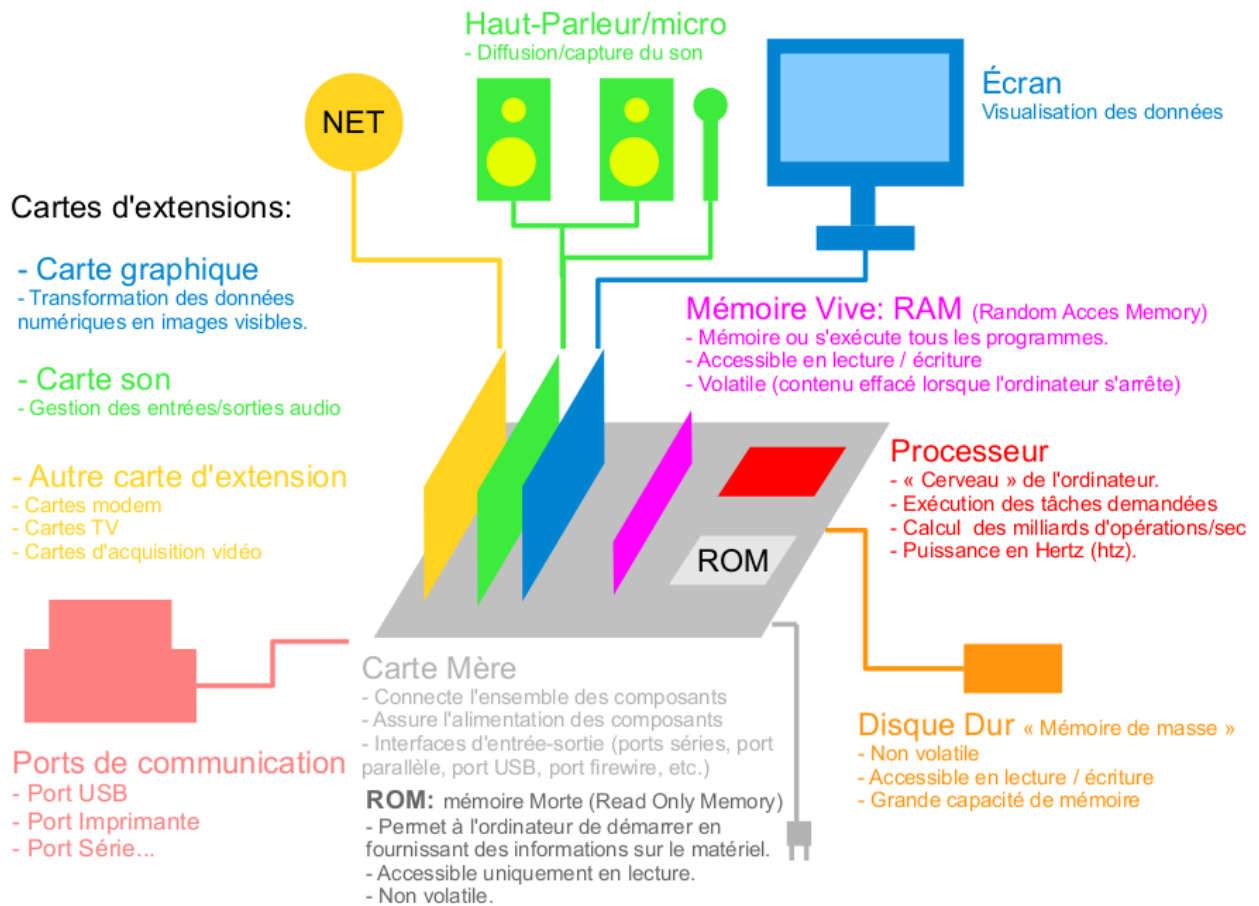 Haut-Parleur/micro
- Diffusion/capture du son
NET
Écran
Visualisation des données
Cartes d'extensions:
- Carte graphique
- Transformation des données
numériques en images visibles.
- Carte son
- Gestion des entrées/sorties audio
- Autre carte d'extension
- Cartes modem
- Cartes TV
- Cartes d'acquisition vidéo
Mémoire Vive: RAM (Random Acces Memory)
- Mémoire ou s'exécute tous les programmes.
- Accessible en lecture / écriture
- Volatile (contenu effacé lorsque l'ordinateur s'arrête)
Processeur
- « Cerveau » de l'ordinateur.
- Exécution des tâches demandées
- Calcul des milliards d'opérations/sec
- Puissance en Hertz (htz).
ROM
Ports de communication
- Port USB
- Port Imprimante
- Port Série...
Carte Mère
- Connecte l'ensemble des composants
- Assure l'alimentation des composants
- Interfaces d'entrée-sortie (ports séries, port
parallèle, port USB, port firewire, etc.)
ROM: mémoire Morte (Read Only Memory)
- Permet à l'ordinateur de démarrer en
fournissant des informations sur le matériel.
- Accessible uniquement en lecture.
- Non volatile.
Disque Dur « Mémoire de masse »
- Non volatile
- Accessible en lecture / écriture
- Grande capacité de mémoire